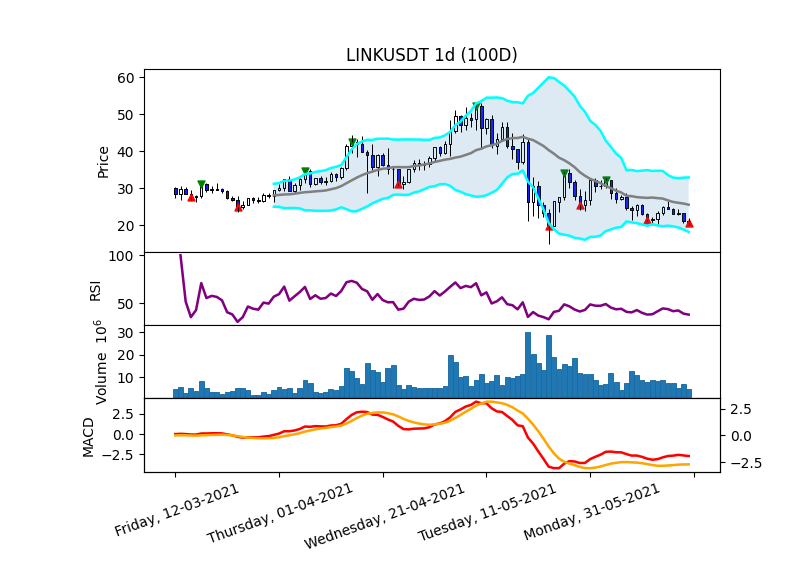 LINKUSDT 1d (100D)
Price
60
50
40
30
20
RSI
100
50
Volume 10^6
30
20
10
MACD
2.5
0.0
−2.5
2.5
0.0
−2.5
Friday, 12-03-2021
Thursday, 01-04-2021
Wednesday, 21-04-2021
Tuesday, 11-05-2021
Monday, 31-05-2021